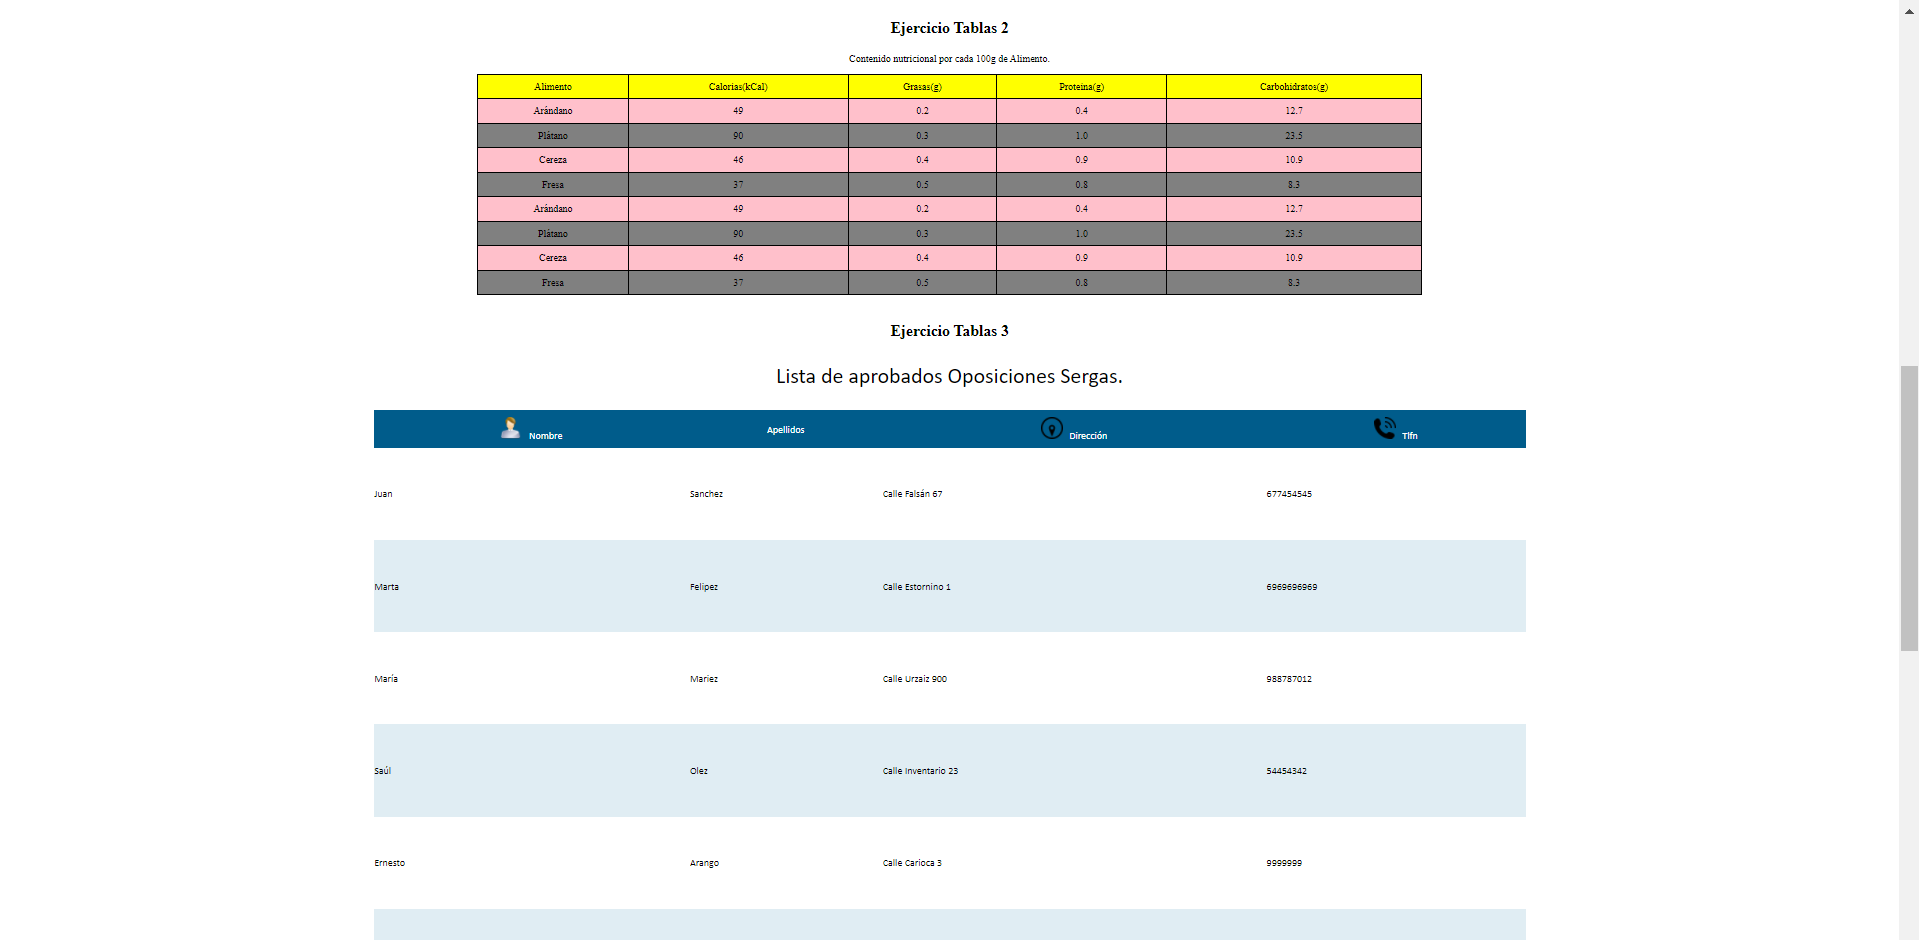 Ejercicio Tablas 2
Contenido nutricional por cada 100g de Alimento.
Alimento Calorias(kCal) Grasas(g) Proteina(g) Carbohidratos(g)
Arándano 49 0.2 0.4 12.7
Plátano 90 0.3 1.0 23.5
Cereza 46 0.4 0.9 10.9
Fresa 37 0.5 0.8 8.3
Arándano 49 0.2 0.4 12.7
Plátano 90 0.3 1.0 23.5
Cereza 46 0.4 0.9 10.9
Fresa 37 0.5 0.8 8.3
Ejercicio Tablas 3
Lista de aprobados Oposiciones Sergas.
Nombre Apellidos Dirección Tlfn
Juan Sanchez Calle Falsán 67 677454545
Marta Felipez Calle Estornino 1 6969696969
María Mariez Calle Urzaiz 900 988787012
Saúl Olez Calle Inventario 23 54454342
Ernesto Arango Calle Carioca 3 9999999